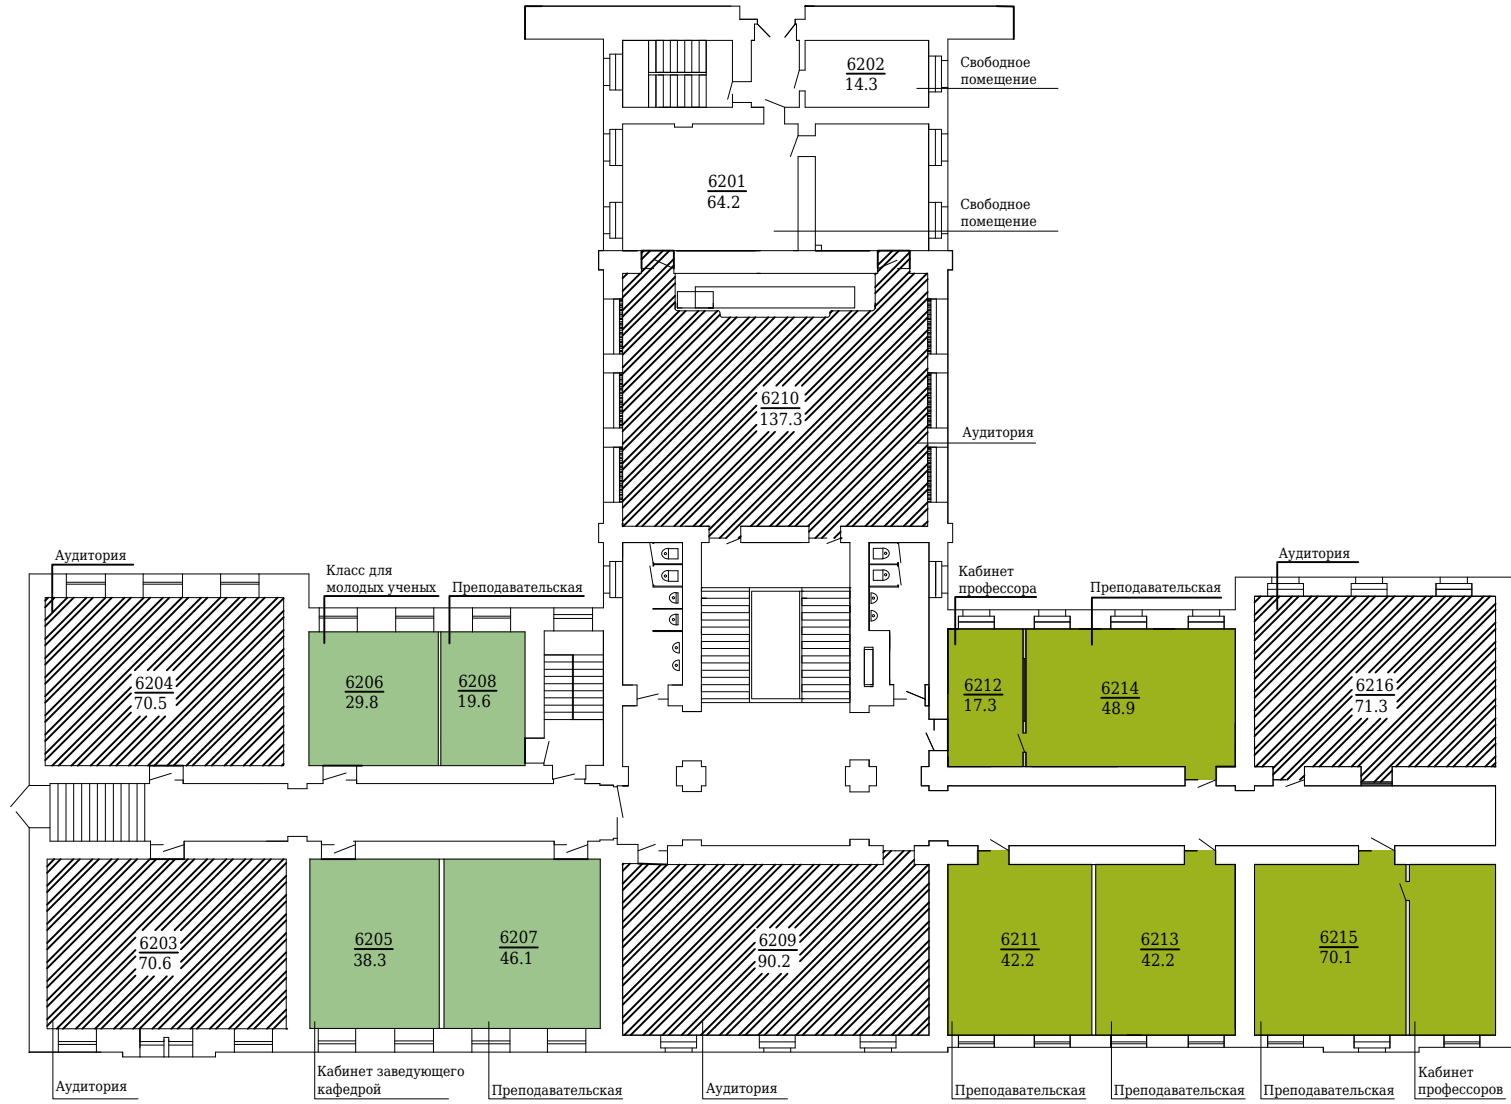 6202
14.3
Свободное
помещение
6201
64.2
Свободное
помещение
6210
137.3
Аудитория
Аудитория
Класс для
молодых ученых
Преподавательская
Кабинет
профессора
Преподавательская
Аудитория
6204
70.5
6206
29.8
6208
19.6
6212
17.3
6214
48.9
6216
71.3
6203
70.6
6205
38.3
6207
46.1
6209
90.2
6211
42.2
6213
42.2
6215
70.1
Аудитория
Кабинет заведующего
кафедрой
Преподавательская
Аудитория
Преподавательская
Преподавательская
Преподавательская
Кабинет
профессоров